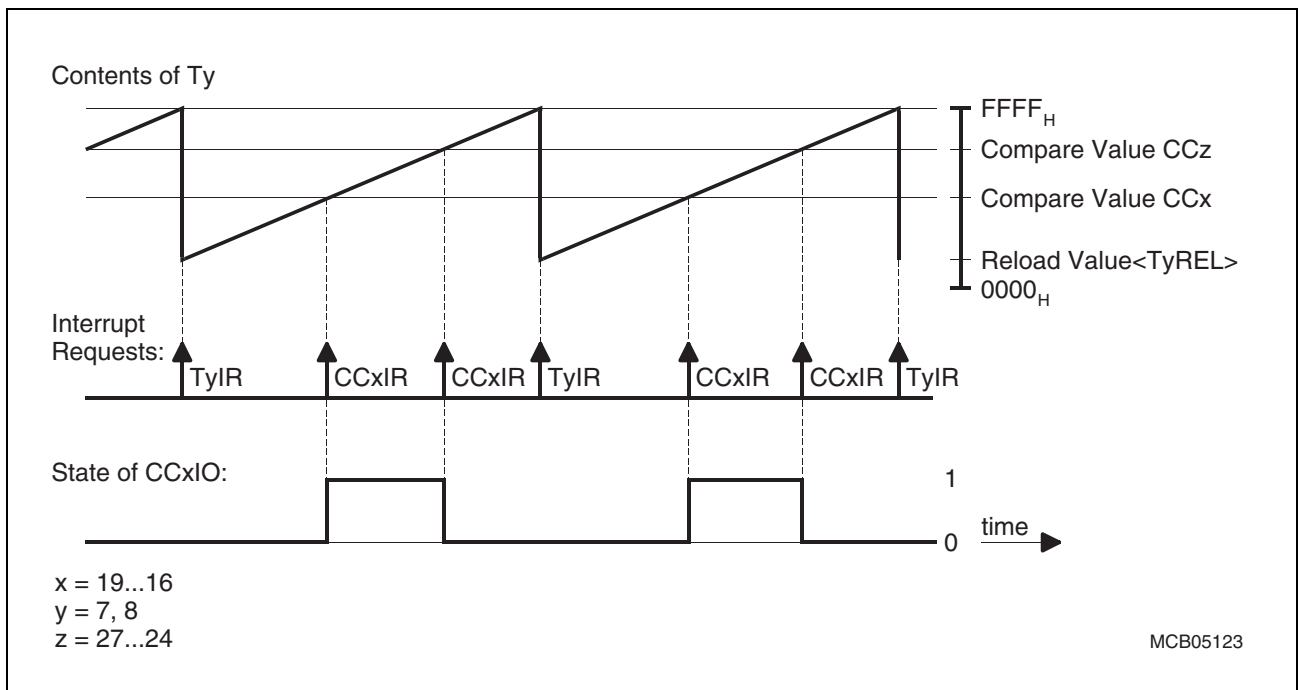 Contents of Ty
FFFFH
Compare Value CCz
Compare Value CCx
Reload Value<TyREL>
0000H
Interrupt
Requests:
TyIR CCxIR CCxIR TyIR CCxIR CCxIR TyIR
State of CCxIO:
1
0
time
x = 19...16
y = 7, 8
z = 27...24
MCB05123